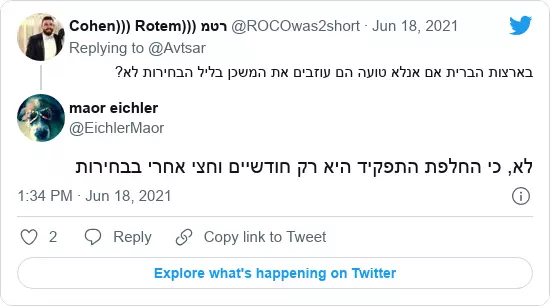 Cohen))) Rotem))) רטמ @ROCOwas2short · Jun 18, 2021
Replying to @Avtsar
בארצות הברית אם אנלא טועה הם עוזבים את המשכן בליל הבחירות לא?
maor eichler
@EichlerMaor
לא, כי החלפת התפקיד היא רק חודשיים וחצי אחרי בבחירות
1:34 PM · Jun 18, 2021
2 Reply Copy link to Tweet
Explore what's happening on Twitter